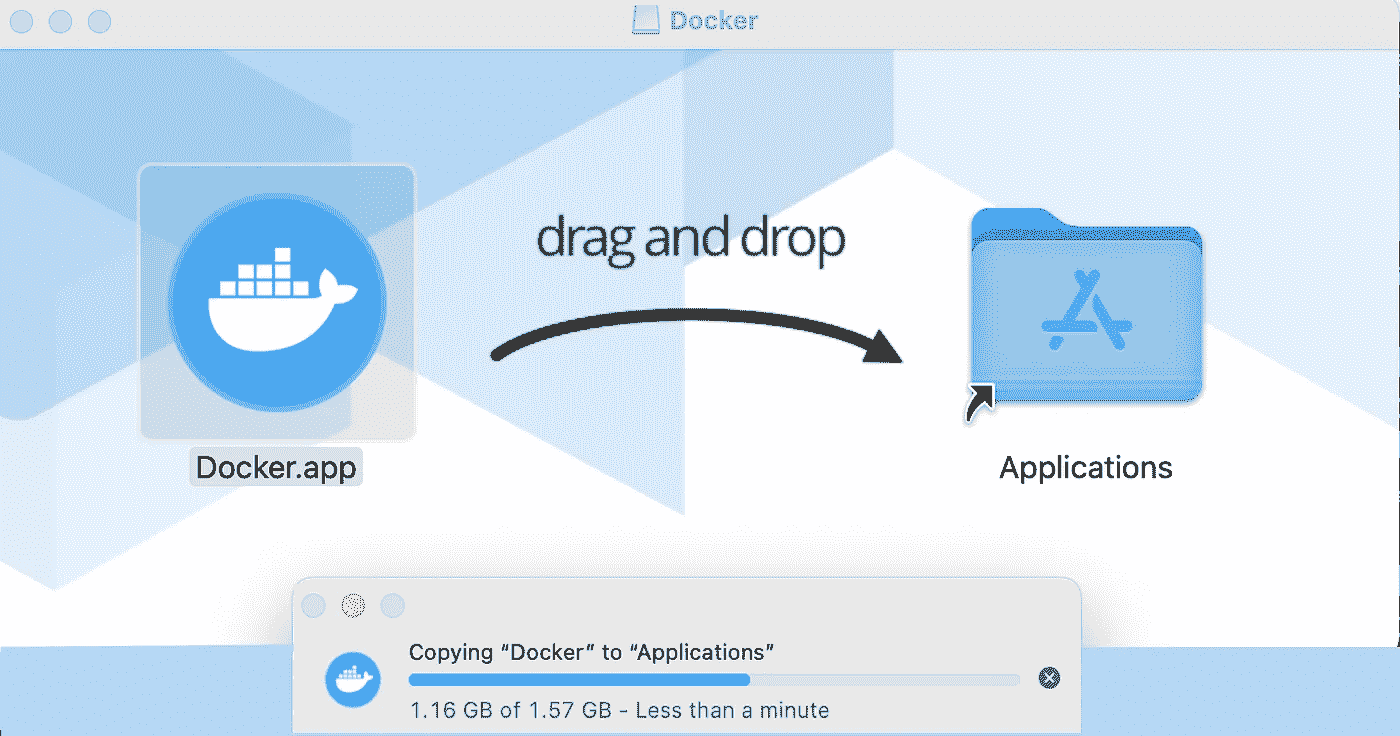 Docker
drag and drop
Docker.app
Applications
Copying “Docker” to “Applications”
1.16 GB of 1.57 GB - Less than a minute